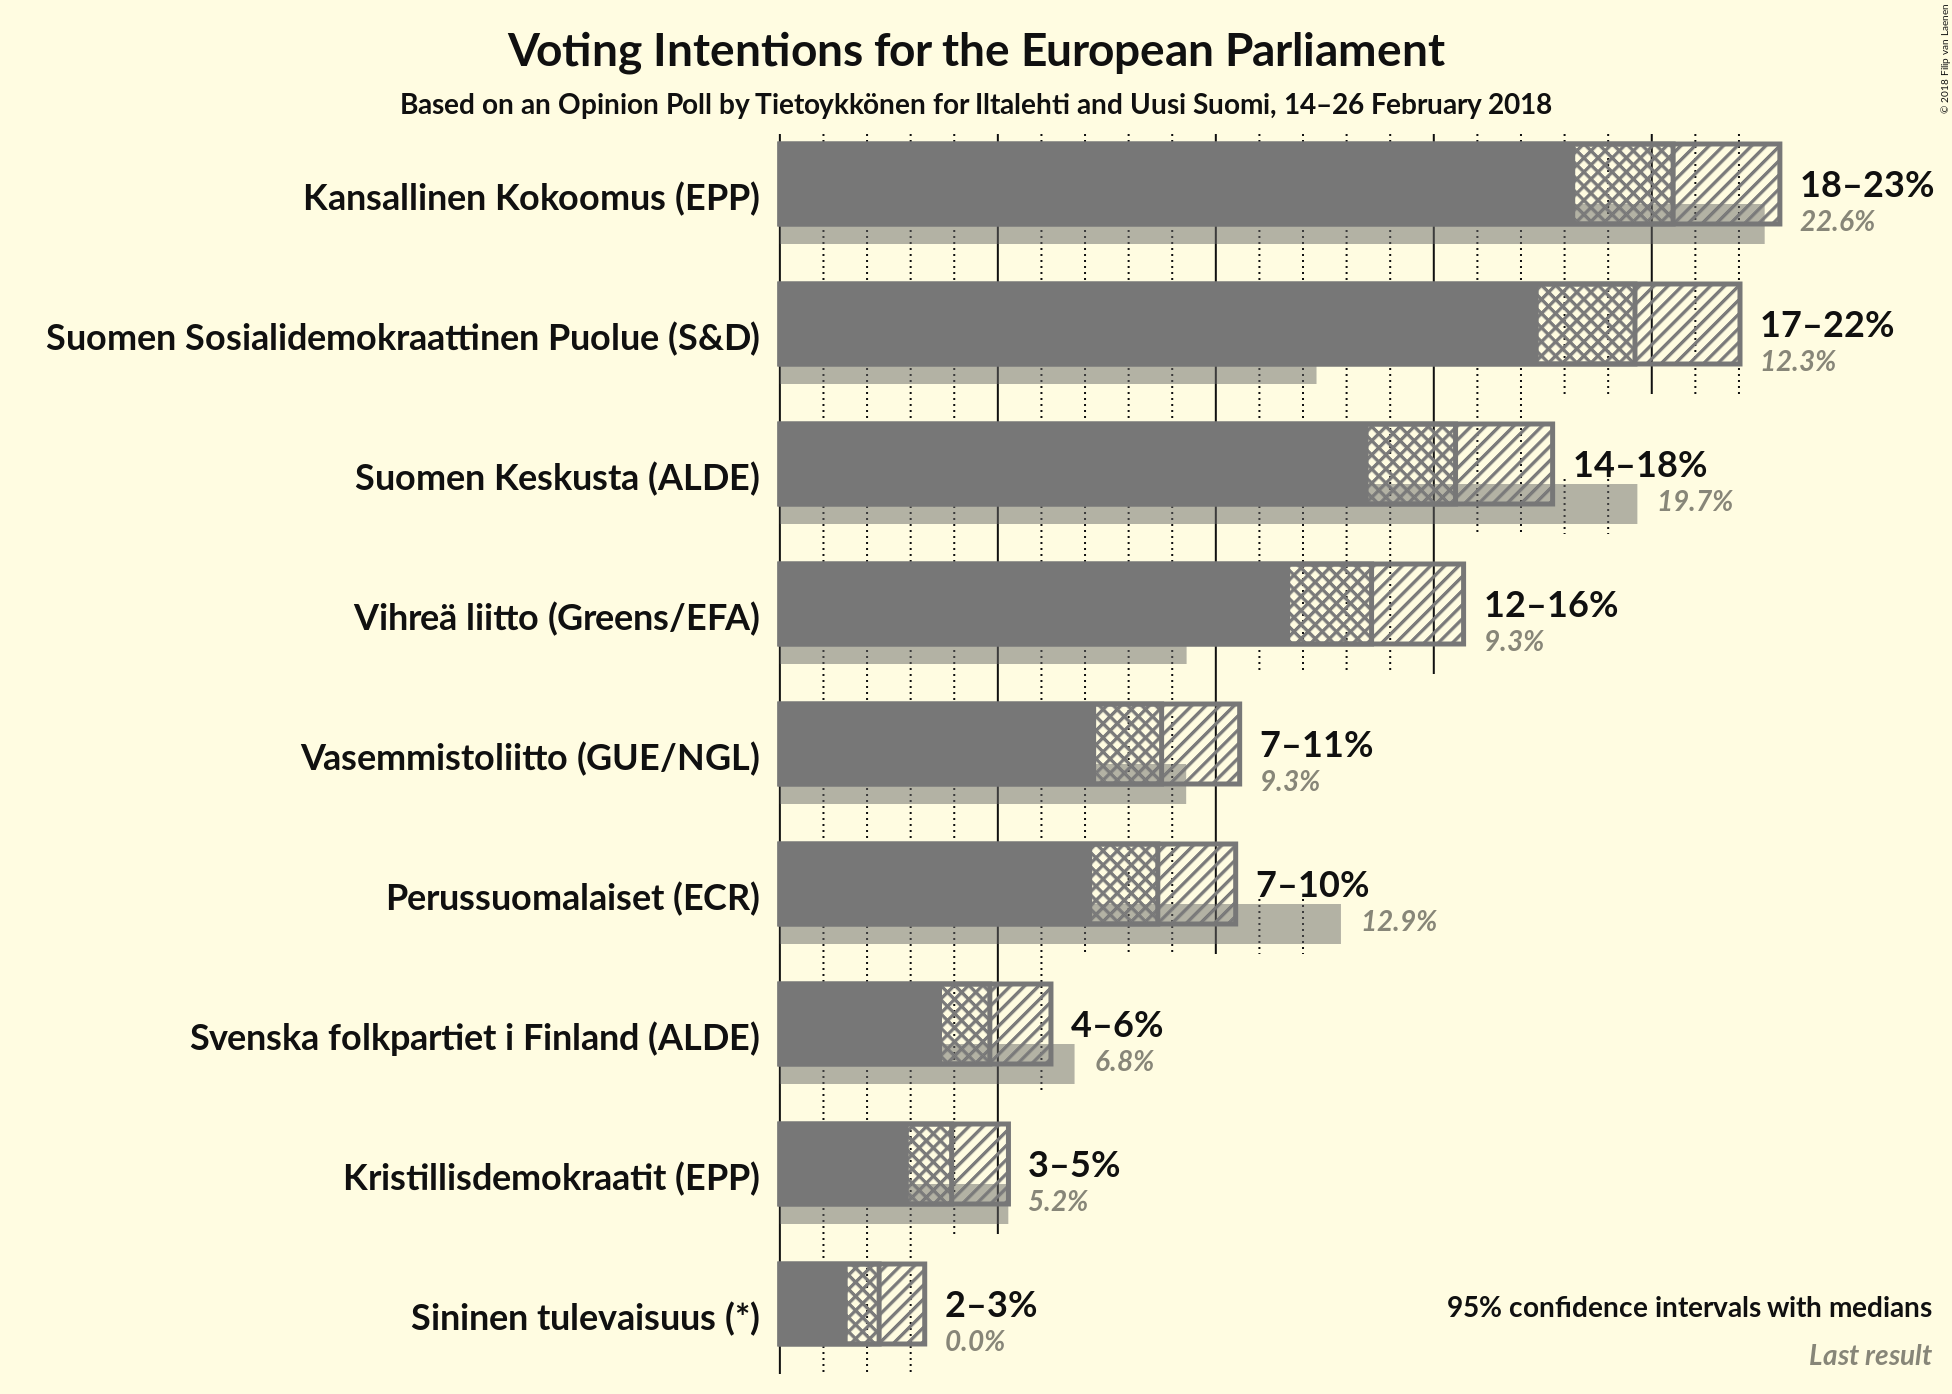 Voting Intentions for the European Parliament
Based on an Opinion Poll by Tietoykkönen for Iltalehti and Uusi Suomi, 14–26 February 2018
© 2018 Filip van Laenen
Kansallinen Kokoomus (EPP)
18–23%
22.6%
Suomen Sosialidemokraattinen Puolue (S&D)
17–22%
12.3%
Suomen Keskusta (ALDE)
14–18%
19.7%
Vihreä liitto (Greens/EFA)
12–16%
9.3%
Vasemmistoliitto (GUE/NGL)
7–11%
9.3%
Perussuomalaiset (ECR)
7–10%
12.9%
Svenska folkpartiet i Finland (ALDE)
4–6%
6.8%
Kristillisdemokraatit (EPP)
3–5%
5.2%
Sininen tulevaisuus (*)
2–3%
0.0%
95% confidence intervals with medians
Last result